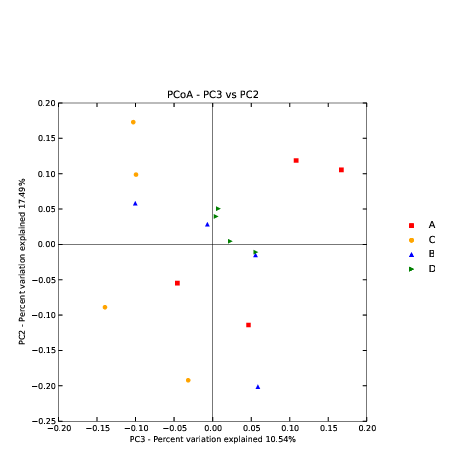 PCoA - PC3 vs PC2
0.20
0.15
0.10
0.05
0.00
−0.05
−0.10
−0.15
−0.20
−0.25
PC2 - Percent variation explained 17.49%
−0.20 −0.15 −0.10 −0.05 0.00 0.05 0.10 0.15 0.20
PC3 - Percent variation explained 10.54%
A
C
B
D